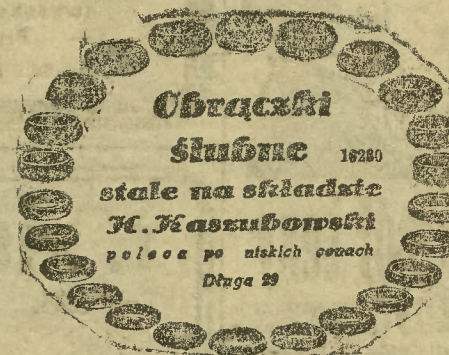 Obrączki
ślubne 16280
stale na składzie
K. Kaszubowski
poleca po niskich cenach
Długa 29